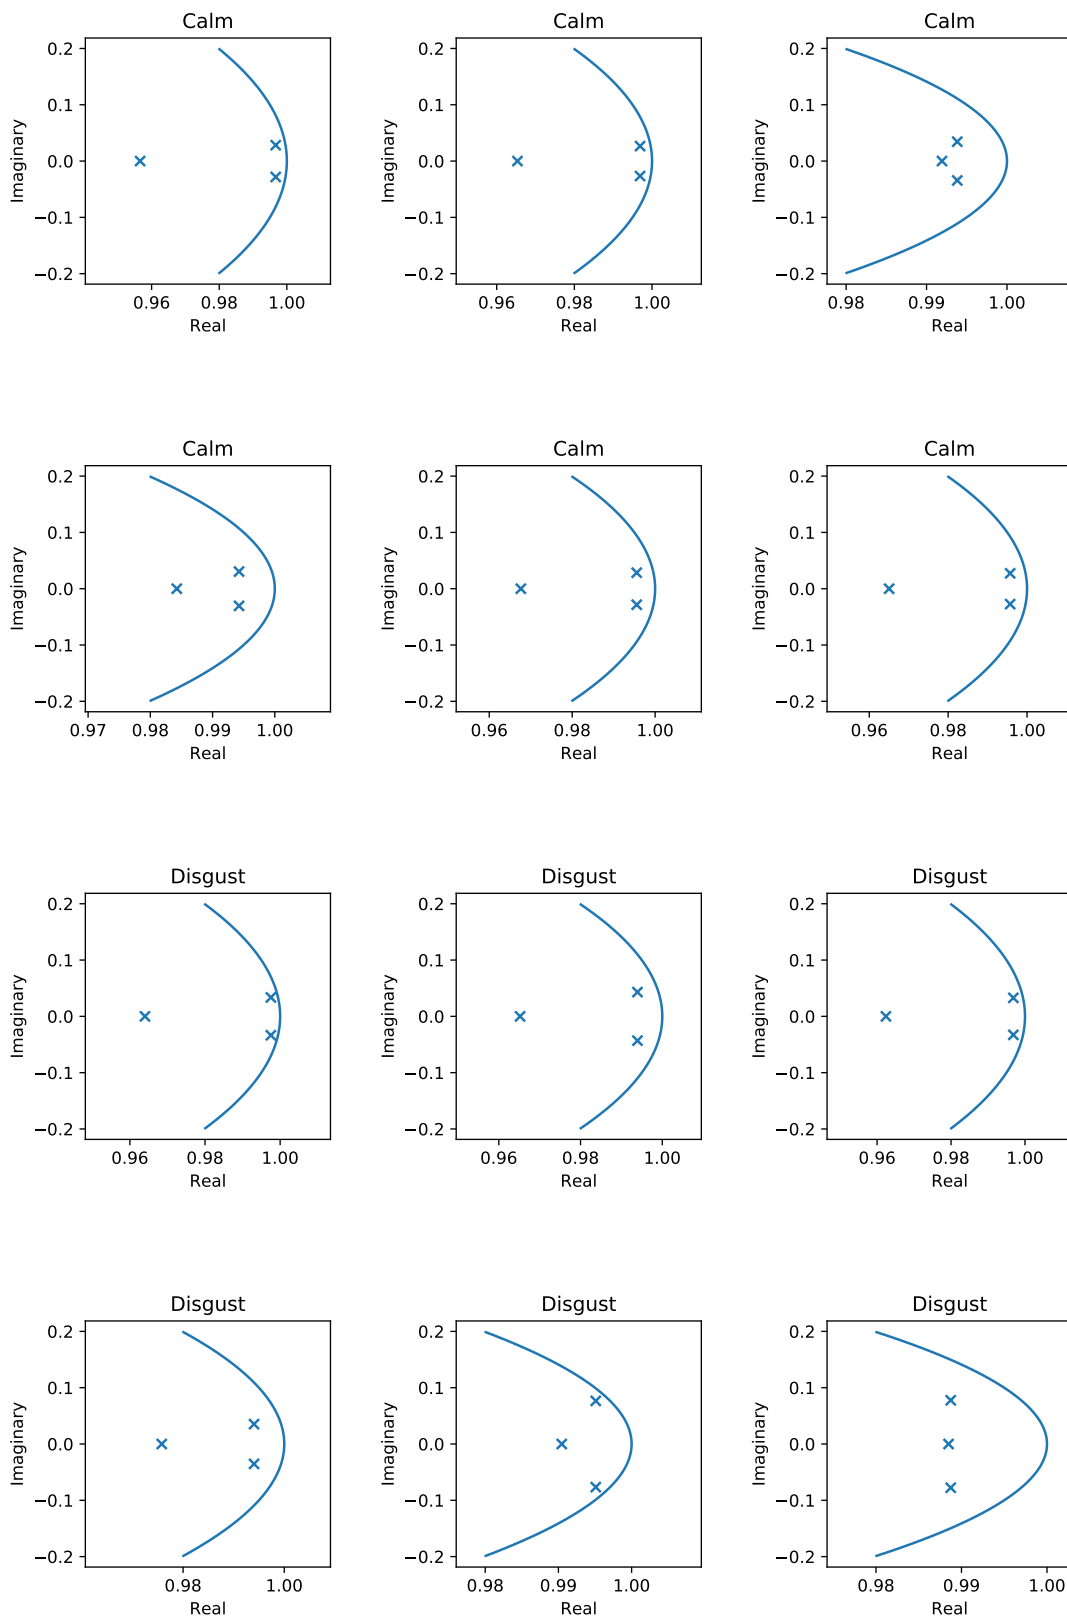 Calm Calm Calm
0.2 0.2 0.2
0.1 0.1 0.1
Imaginary Imaginary Imaginary
0.0 0.0 0.0
−0.1 −0.1 −0.1
−0.2 −0.2 −0.2
0.96 0.98 1.00 0.96 0.98 1.00 0.98 0.99 1.00
Real Real Real
Calm Calm Calm
0.2 0.2 0.2
0.1 0.1 0.1
Imaginary Imaginary Imaginary
0.0 0.0 0.0
−0.1 −0.1 −0.1
−0.2 −0.2 −0.2
0.97 0.98 0.99 1.00 0.96 0.98 1.00 0.96 0.98 1.00
Real Real Real
Disgust Disgust Disgust
0.2 0.2 0.2
0.1 0.1 0.1
Imaginary Imaginary Imaginary
0.0 0.0 0.0
−0.1 −0.1 −0.1
−0.2 −0.2 −0.2
0.96 0.98 1.00 0.96 0.98 1.00 0.96 0.98 1.00
Real Real Real
Disgust Disgust Disgust
0.2 0.2 0.2
0.1 0.1 0.1
Imaginary Imaginary Imaginary
0.0 0.0 0.0
−0.1 −0.1 −0.1
−0.2 −0.2 −0.2
0.98 1.00 0.98 0.99 1.00 0.98 0.99 1.00
Real Real Real